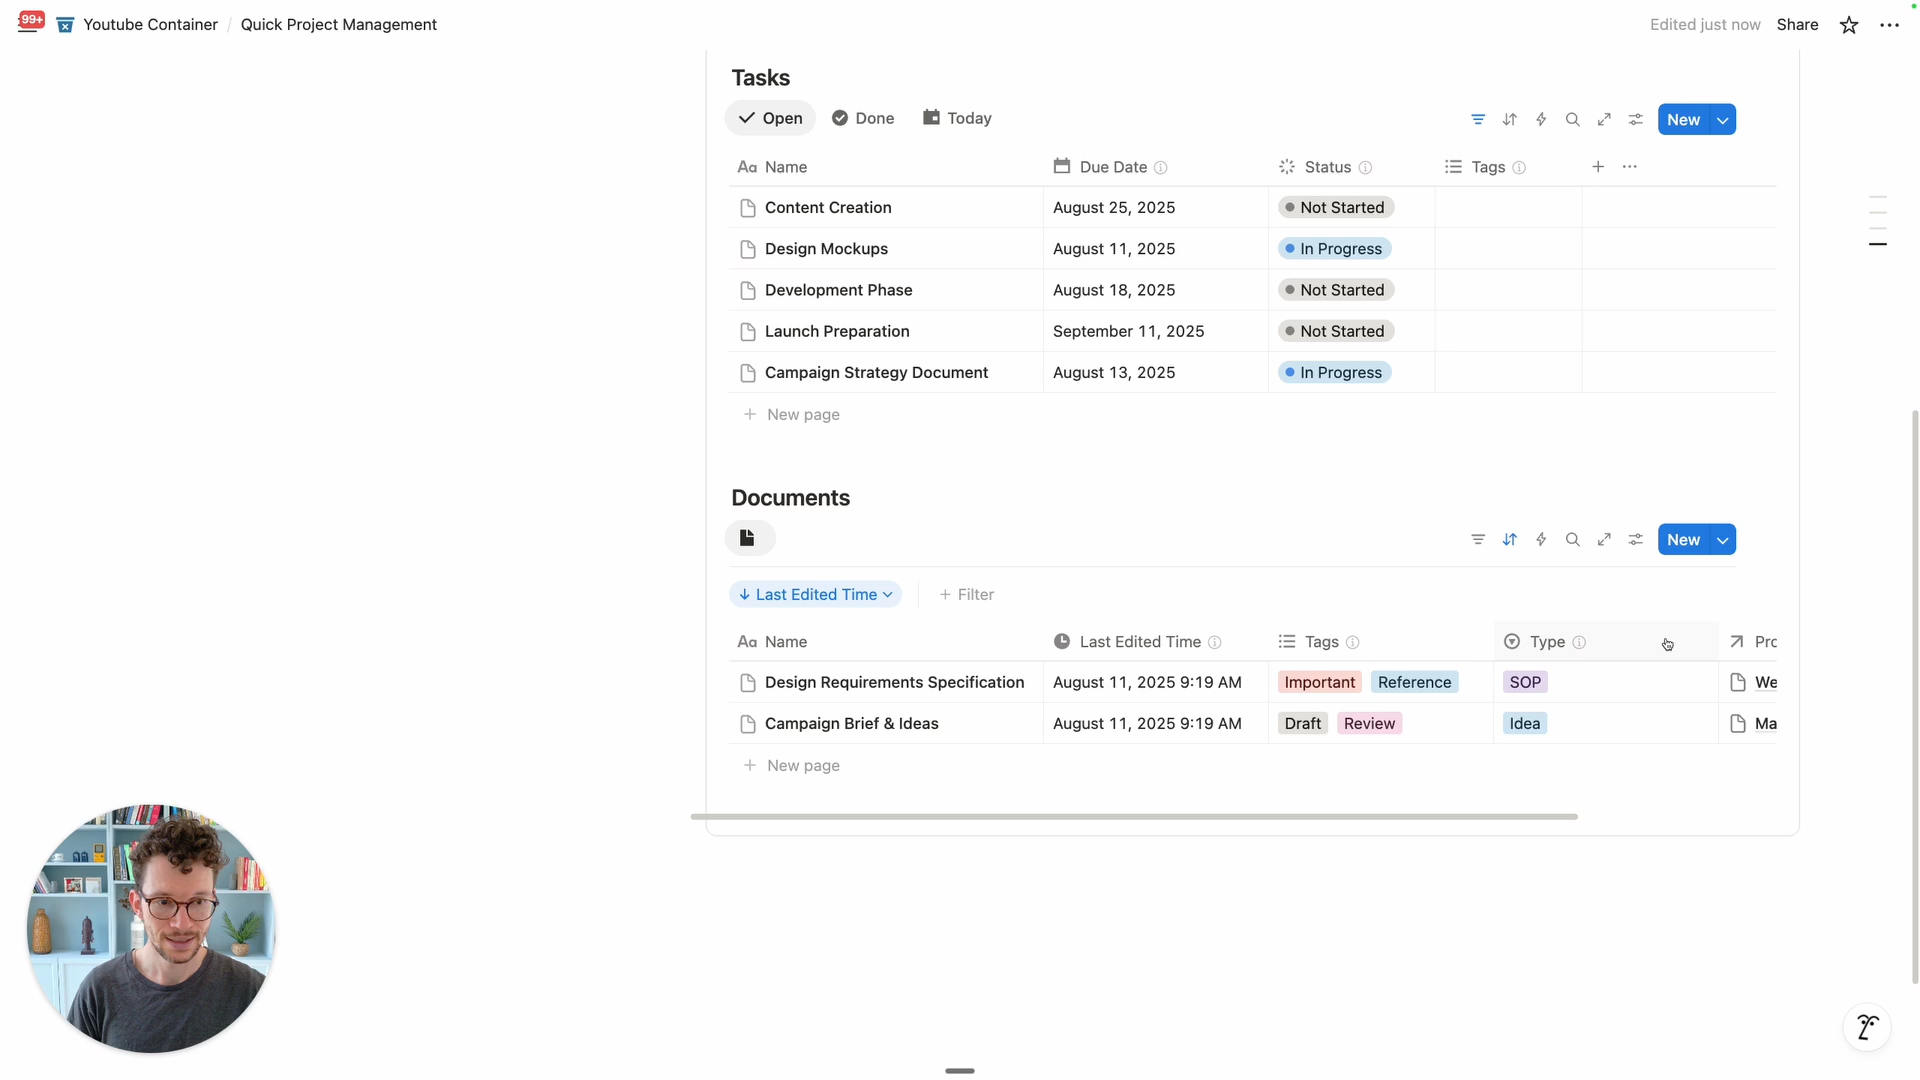 99+
Youtube Container / Quick Project Management
Edited just now Share
Tasks
Open Done Today
New
Aa Name Due Date Status Tags
Content Creation August 25, 2025 Not Started
Design Mockups August 11, 2025 In Progress
Development Phase August 18, 2025 Not Started
Launch Preparation September 11, 2025 Not Started
Campaign Strategy Document August 13, 2025 In Progress
+ New page
Documents
New
↓ Last Edited Time + Filter
Aa Name Last Edited Time Tags Type Pro
Design Requirements Specification August 11, 2025 9:19 AM Important Reference SOP We
Campaign Brief & Ideas August 11, 2025 9:19 AM Draft Review Idea Ma
+ New page